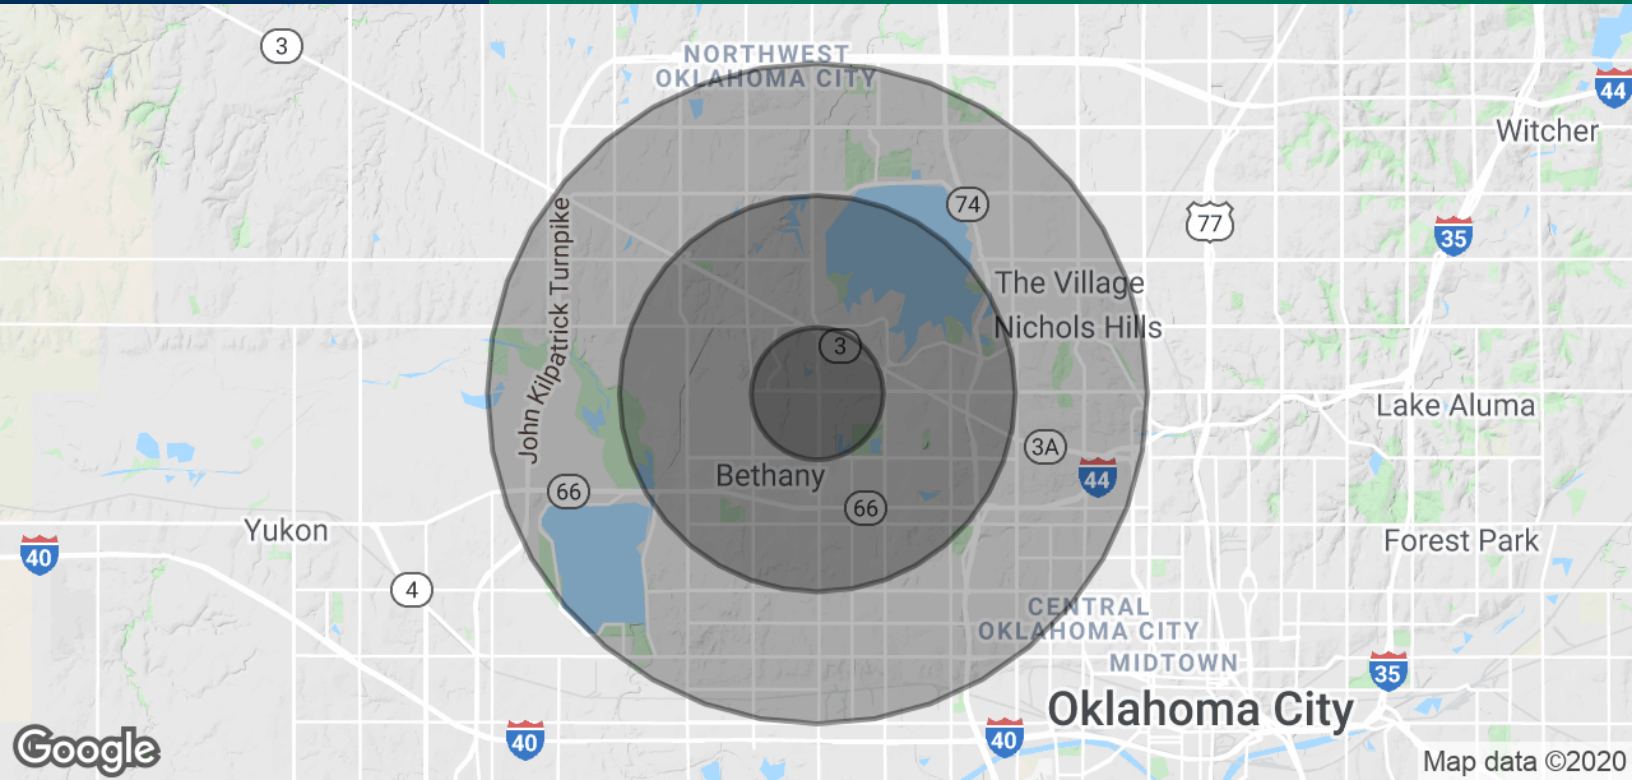 3
NORTHWEST
OKLAHOMA CITY
44
Witcher
John Kilpatrick Turnpike
74
77
35
The Village
Nichols Hills
3
Lake Aluma
3A
Bethany
44
66
66
Yukon
40
Forest Park
4
CENTRAL
OKLAHOMA CITY
MIDTOWN
35
Oklahoma City
40
40
Google
Map data ©2020